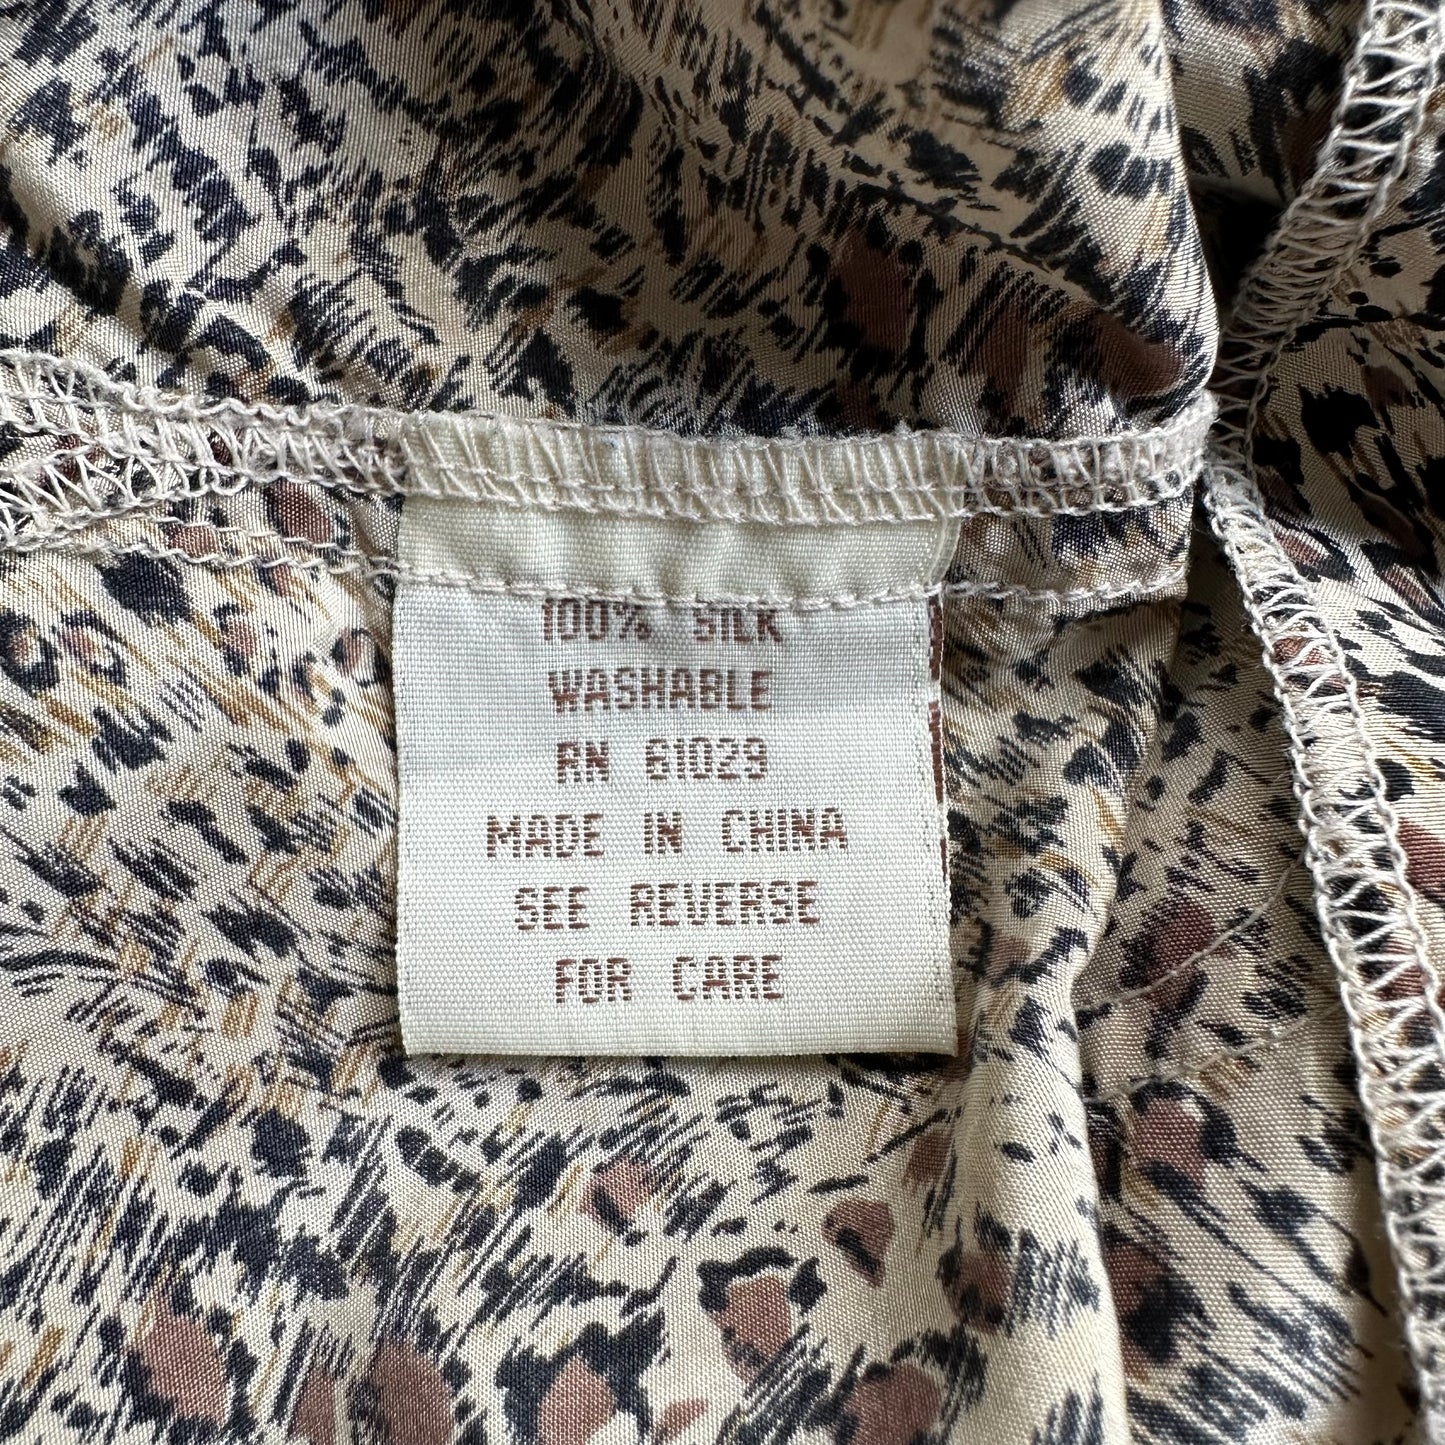 100% SILK
WASHABLE
RN 61029
MADE IN CHINA
SEE REVERSE
FOR CARE